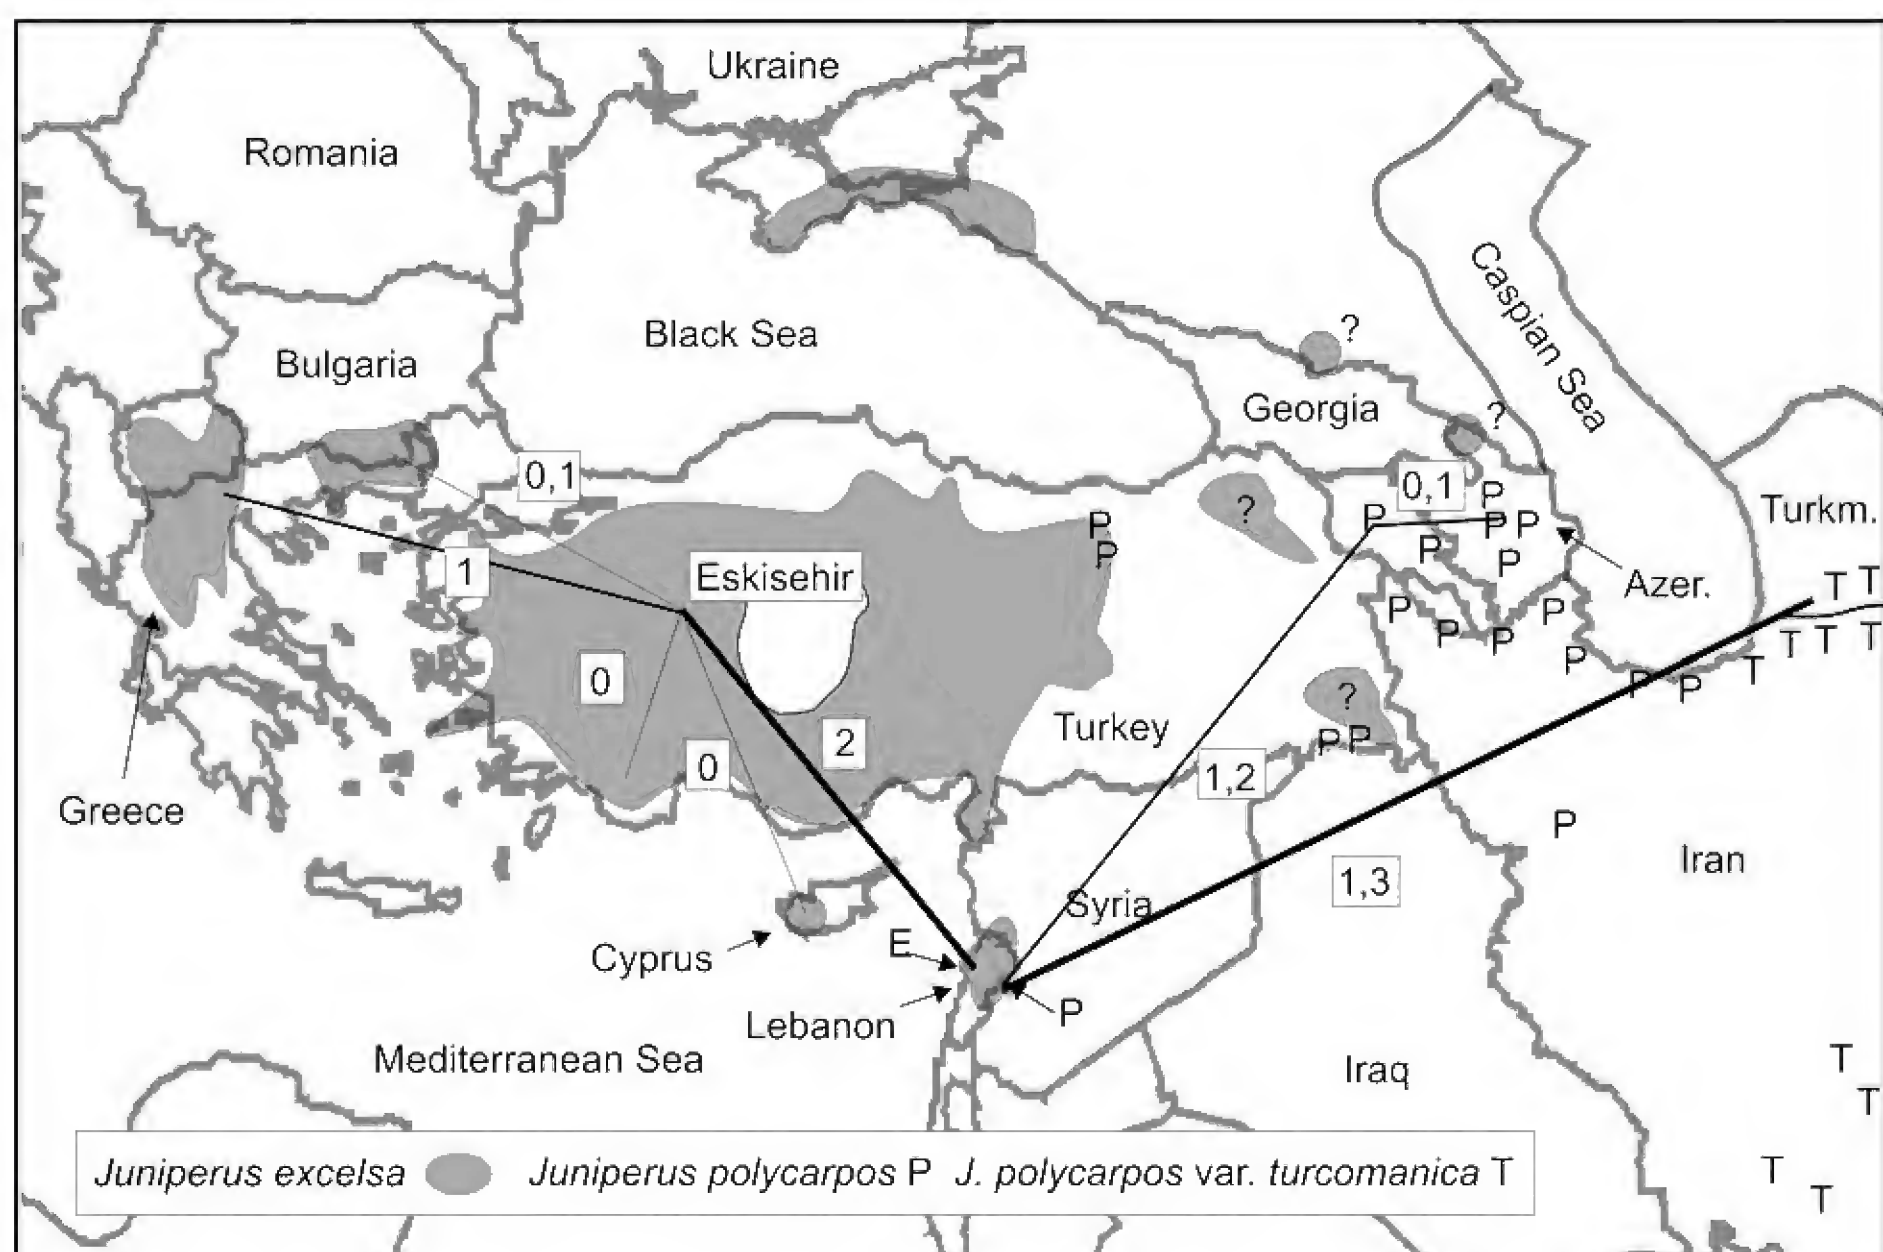 Ukraine
Romania
Black Sea
Bulgaria
Caspian Sea
?
Georgia
?
0,1
0,1
P
Turkm.
?
P
P
P
P
P
P
P
P
1
Eskisehir
Azer.
T
T
P
P
P
P
P
T
T
T
T
P
P
0
?
Greece
Turkey
P
P
0
2
1,2
P
1,3
Iran
Syria
Cyprus
E
Lebanon
P
Mediterranean Sea
Iraq
T
T
T
T
Juniperus excelsa Juniperus polycarpos P J. polycarpos var. turcomanica T